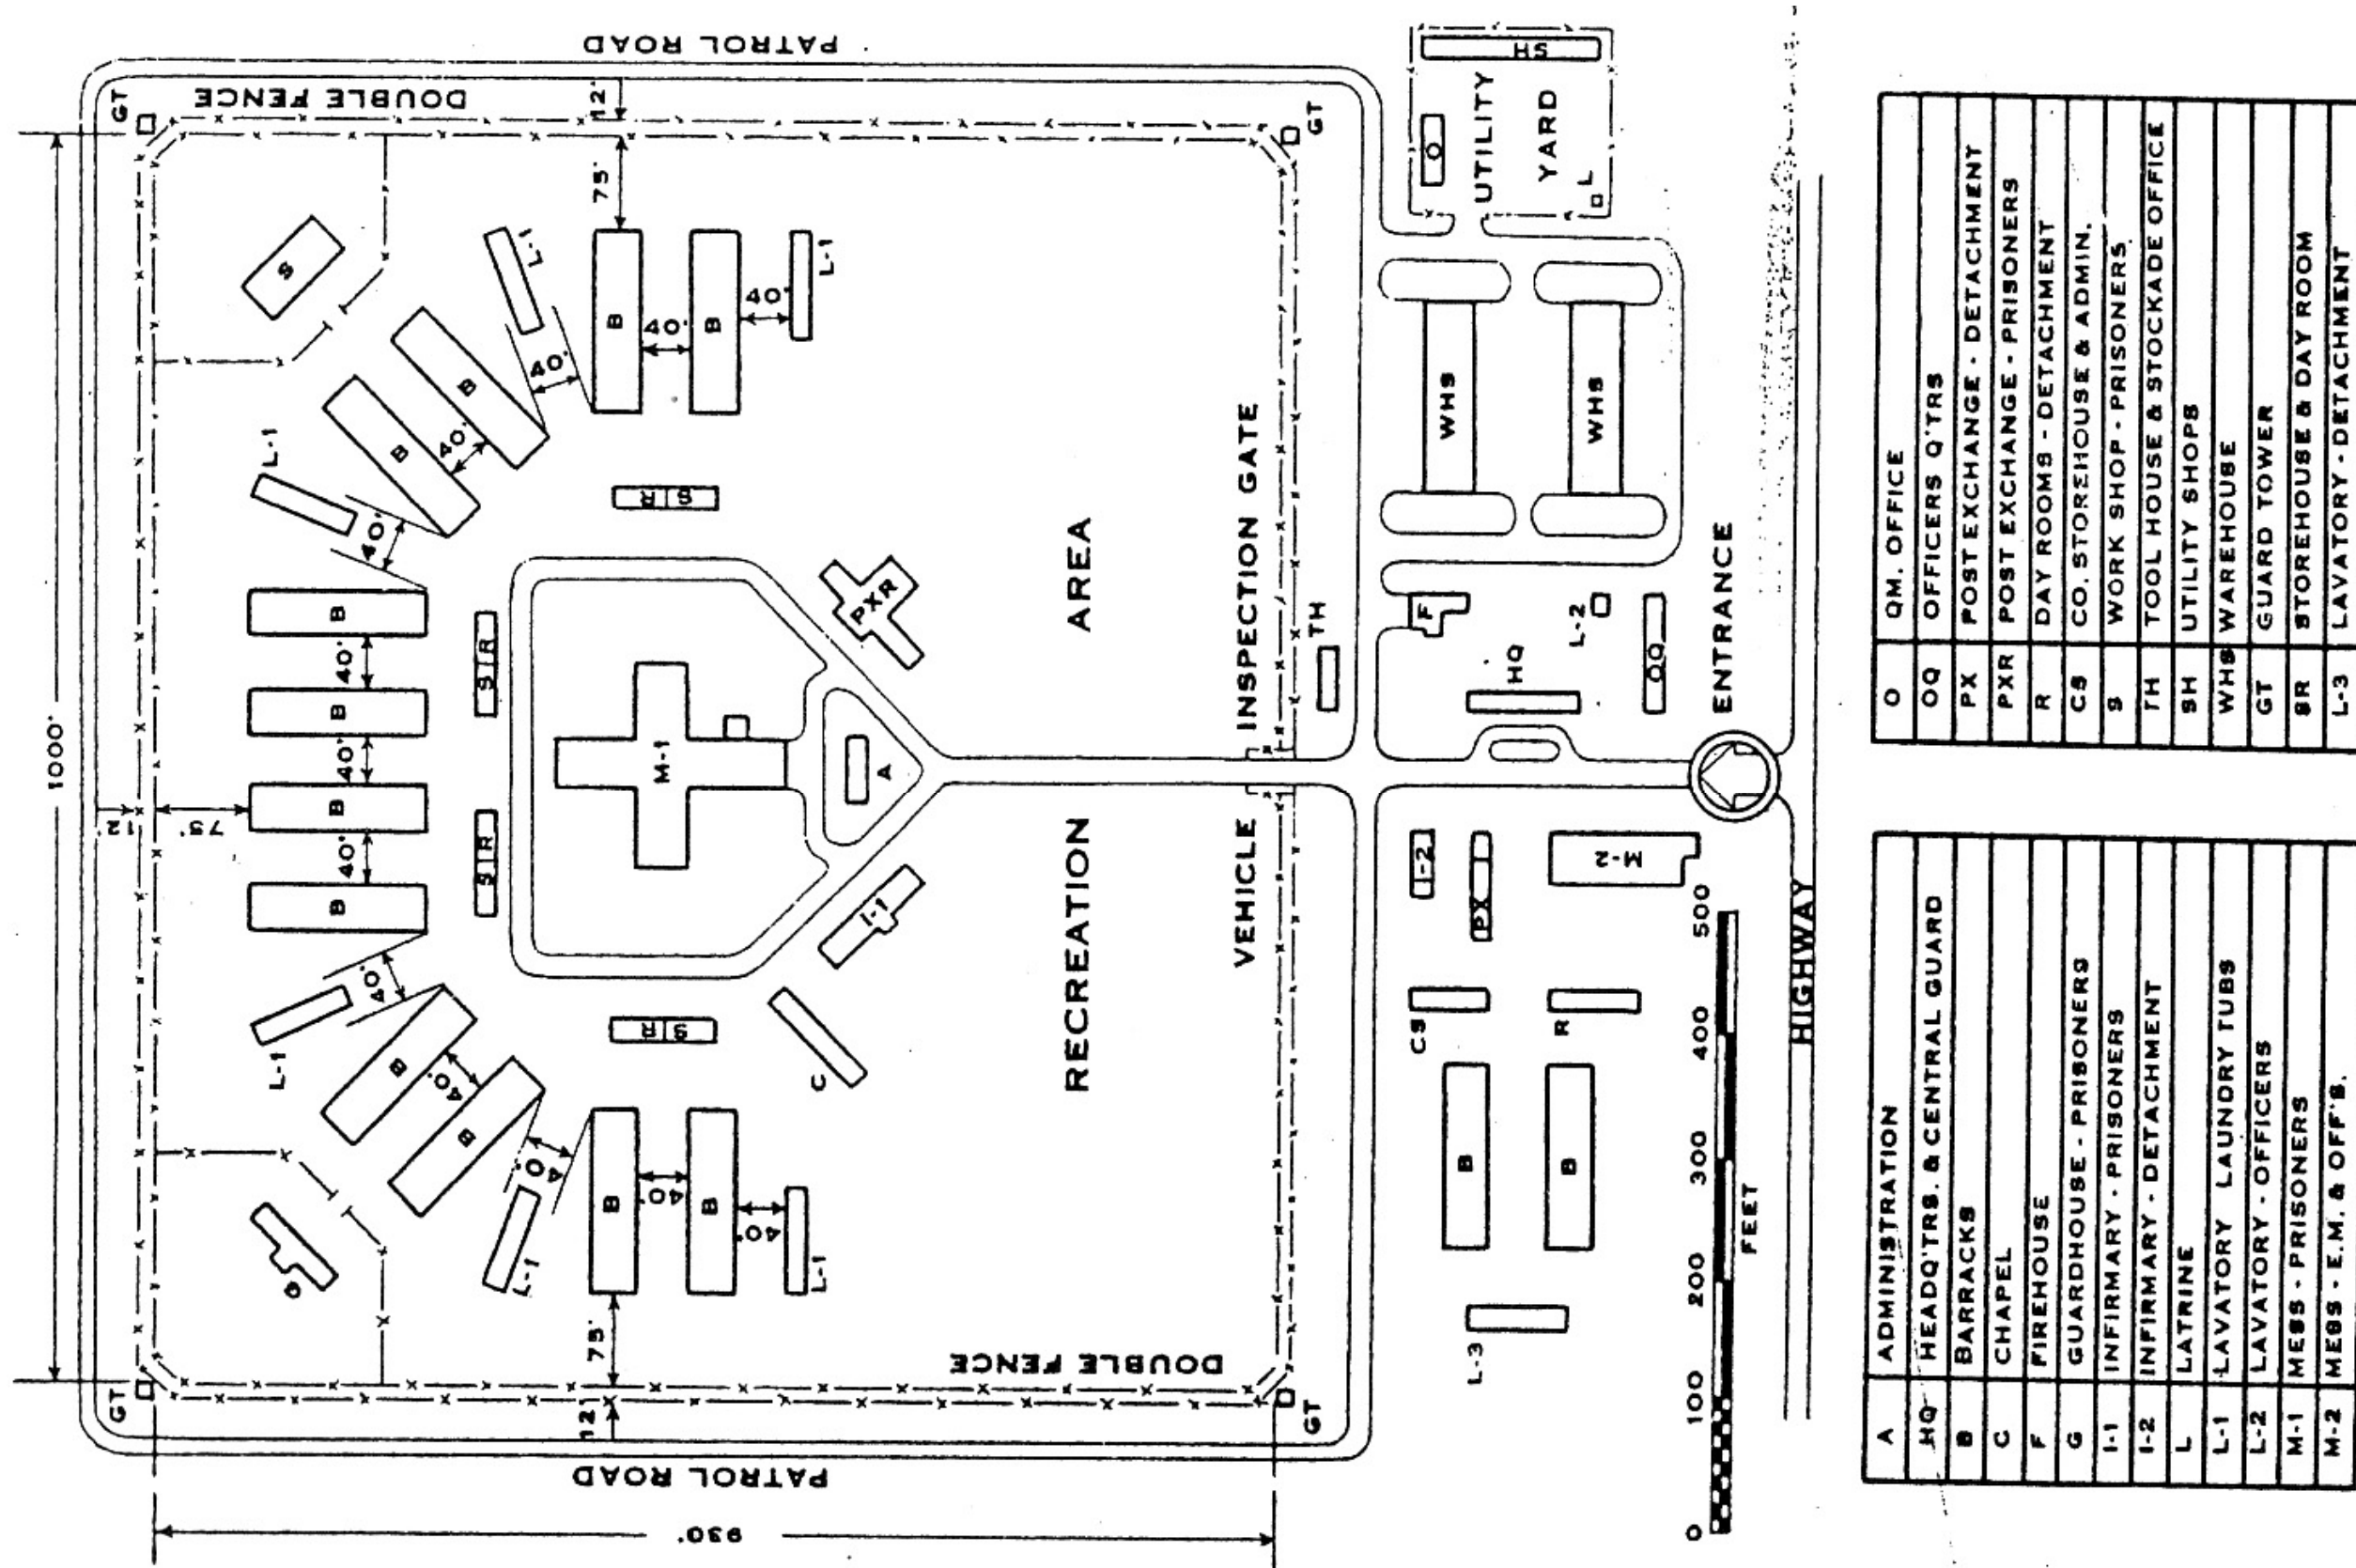 PATROL ROAD
DOUBLE FENCE
GT
GT
12'
75'
1000'
S
L-1
B
B
40'
L-1
40'
B
B
40'
L-1
40'
SR
B
40'
B
40'
B
40'
B
12'
75'
SR
SR
M-1
A
PXR
I-1
C
SR
40'
L-1
B
40'
B
G
40'
L-1
B
40'
B
40'
L-1
75'
12'
GT
GT
DOUBLE FENCE
PATROL ROAD
930'
RECREATION AREA
VEHICLE INSPECTION GATE
TH
UTILITY YARD
SH
O
L
WHS
WHS
F
L-2
HQ
OQ
ENTRANCE
I-2
PX
M-2
CS
R
B
B
L-3
HIGHWAY
0 100 200 300 400 500
FEET
A ADMINISTRATION
HQ HEADQ'TRS. & CENTRAL GUARD
B BARRACKS
C CHAPEL
F FIREHOUSE
G GUARDHOUSE - PRISONERS
I-1 INFIRMARY - PRISONERS
I-2 INFIRMARY - DETACHMENT
L LATRINE
L-1 LAVATORY LAUNDRY TUBS
L-2 LAVATORY - OFFICERS
M-1 MESS - PRISONERS
M-2 MESS - E.M. & OFF'S.
O QM. OFFICE
OQ OFFICERS Q'TRS
PX POST EXCHANGE - DETACHMENT
PXR POST EXCHANGE - PRISONERS
R DAY ROOMS - DETACHMENT
CS CO. STOREHOUSE & ADMIN.
S WORK SHOP - PRISONERS
TH TOOL HOUSE & STOCKADE OFFICE
SH UTILITY SHOPS
WHS WAREHOUSE
GT GUARD TOWER
SR STOREHOUSE & DAY ROOM
L-3 LAVATORY - DETACHMENT